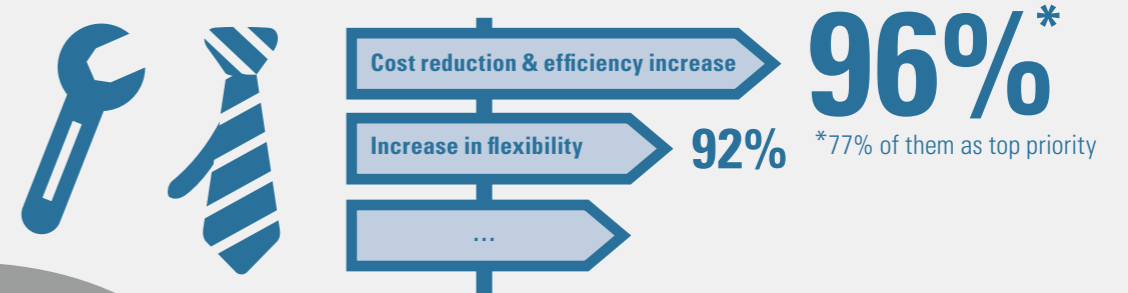 Cost reduction & efficiency increase
96%*
*77% of them as top priority
Increase in flexibility
92%
...